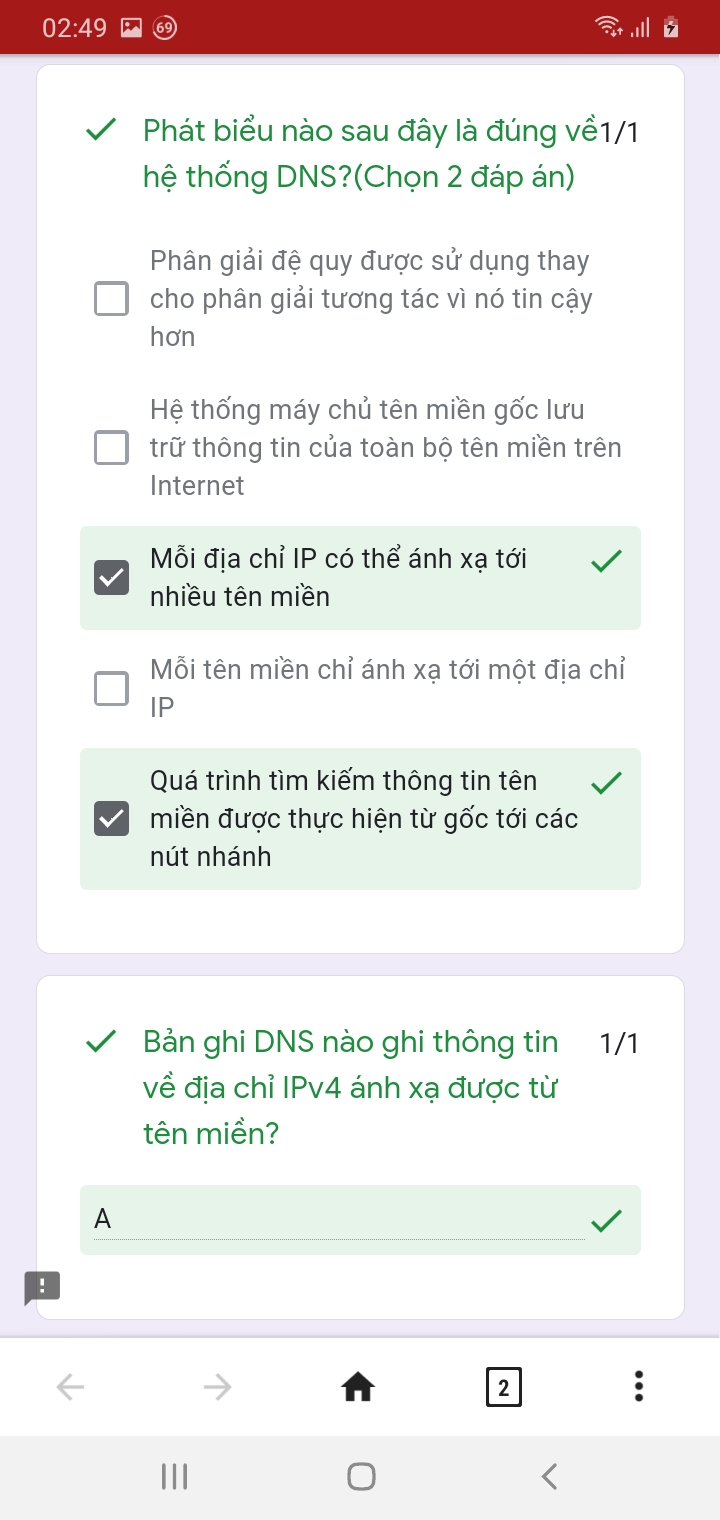 02:49
69
Phát biểu nào sau đây là đúng về 1/1
hệ thống DNS?(Chọn 2 đáp án)
Phân giải đệ quy được sử dụng thay
cho phân giải tương tác vì nó tin cậy
hơn
Hệ thống máy chủ tên miền gốc lưu
trữ thông tin của toàn bộ tên miền trên
Internet
Mỗi địa chỉ IP có thể ánh xạ tới
nhiều tên miền
Mỗi tên miền chỉ ánh xạ tới một địa chỉ
IP
Quá trình tìm kiếm thông tin tên
miền được thực hiện từ gốc tới các
nút nhánh
Bản ghi DNS nào ghi thông tin 1/1
về địa chỉ IPv4 ánh xạ được từ
tên miền?
A
2